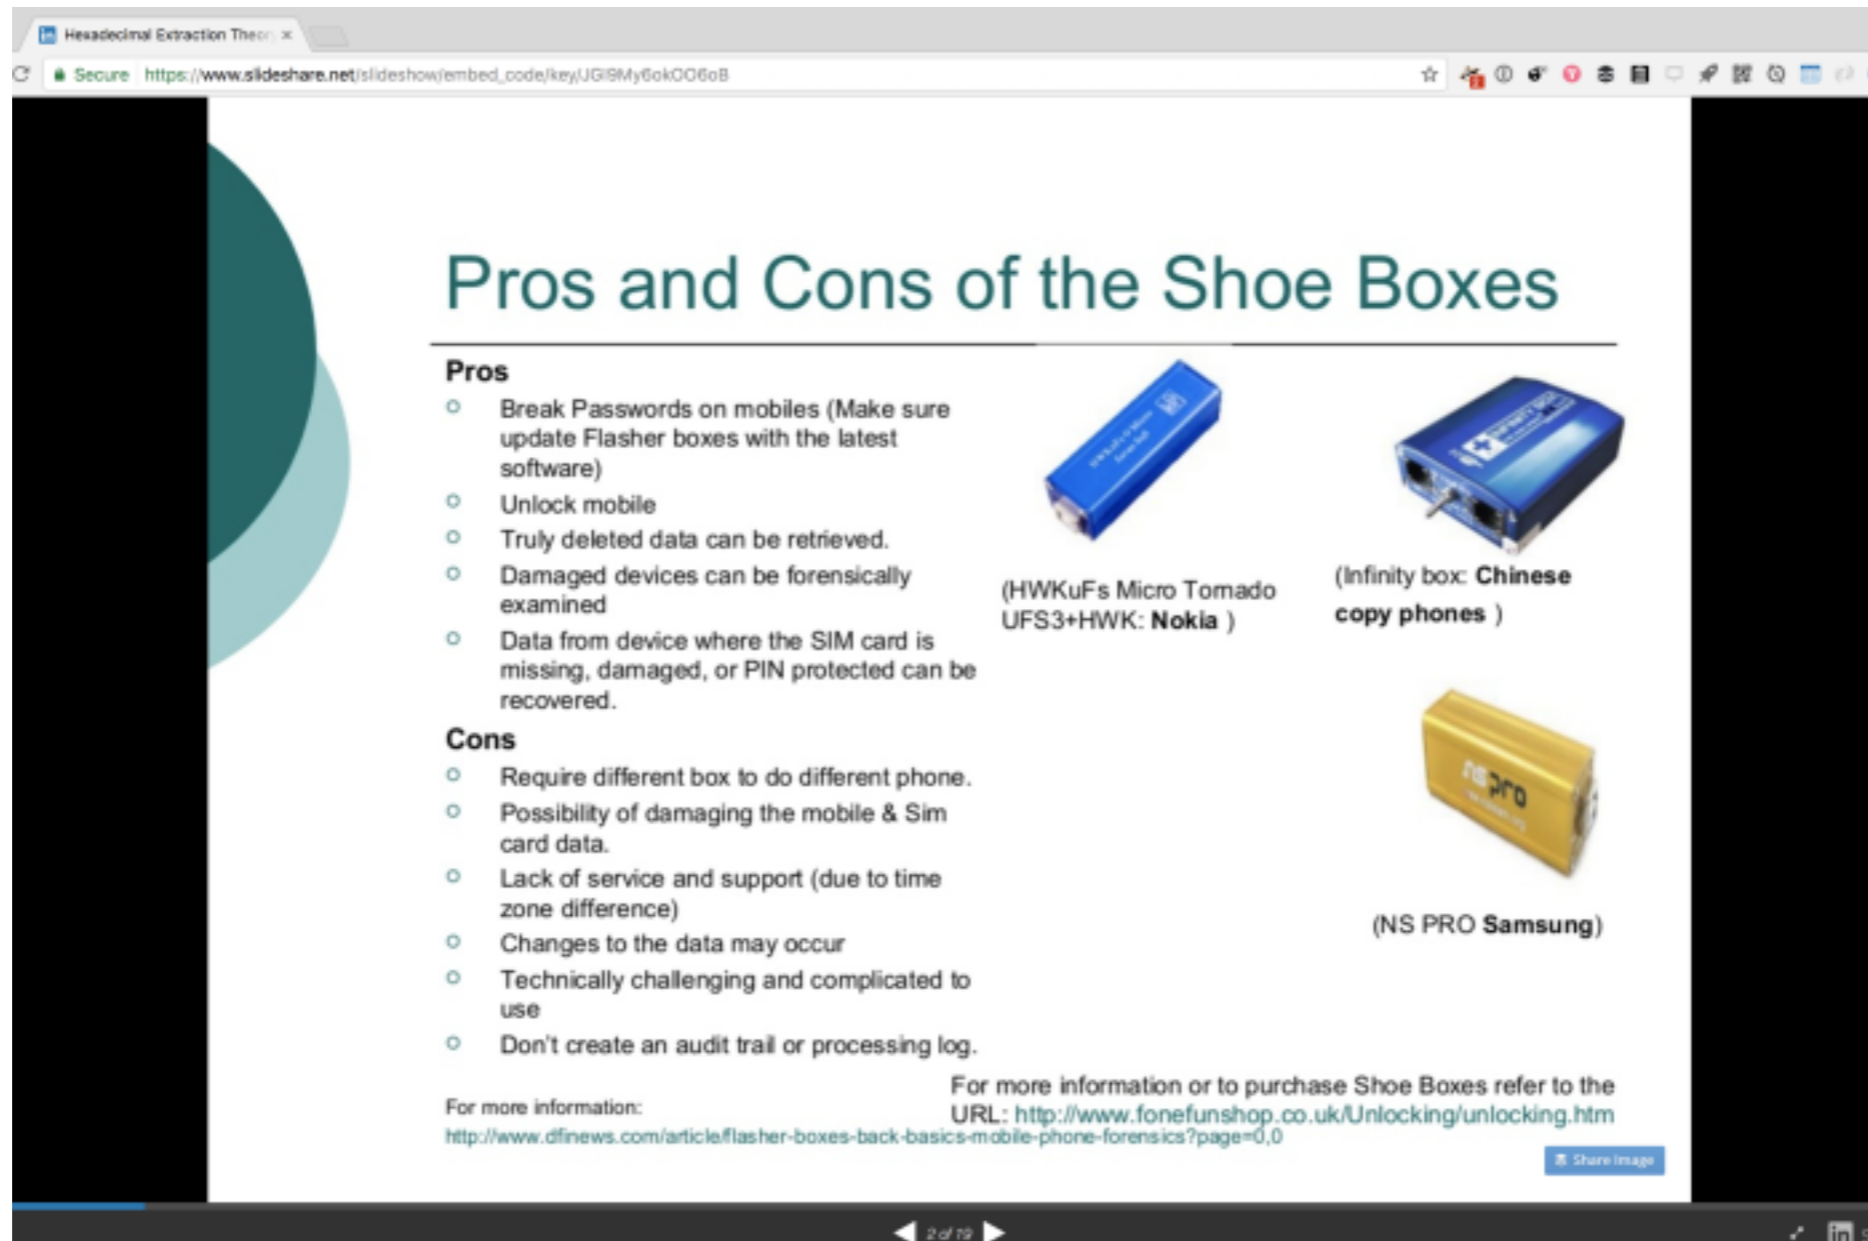 Hexadecimal Extraction Theor
Secure https://www.slideshare.net/slideshow/embed_code/key/
Pros and Cons of the Shoe Boxes
Pros
Break Passwords on mobiles (Make sure
update Flasher boxes with the latest
software)
Unlock mobile
Truly deleted data can be retrieved.
Damaged devices can be forensically
examined
Data from device where the SIM card is
missing, damaged, or PIN protected can be
recovered.
(HWKuFs Micro Tornado
UFS3+HWK: Nokia )
(Infinity box: Chinese
copy phones )
Cons
Require different box to do different phone.
Possibility of damaging the mobile & Sim
card data.
Lack of service and support (due to time
zone difference)
Changes to the data may occur
Technically challenging and complicated to
use
Don't create an audit trail or processing log.
nspro
(NS PRO Samsung)
For more information or to purchase Shoe Boxes refer to the
URL: http://www.fonefunshop.co.uk/Unlocking/unlocking.htm
For more information:
http://www.dfinews.com/article/flasher-boxes-back-basics-mobile-phone-forensics?page=0,0
Share Image
2 of 19
in